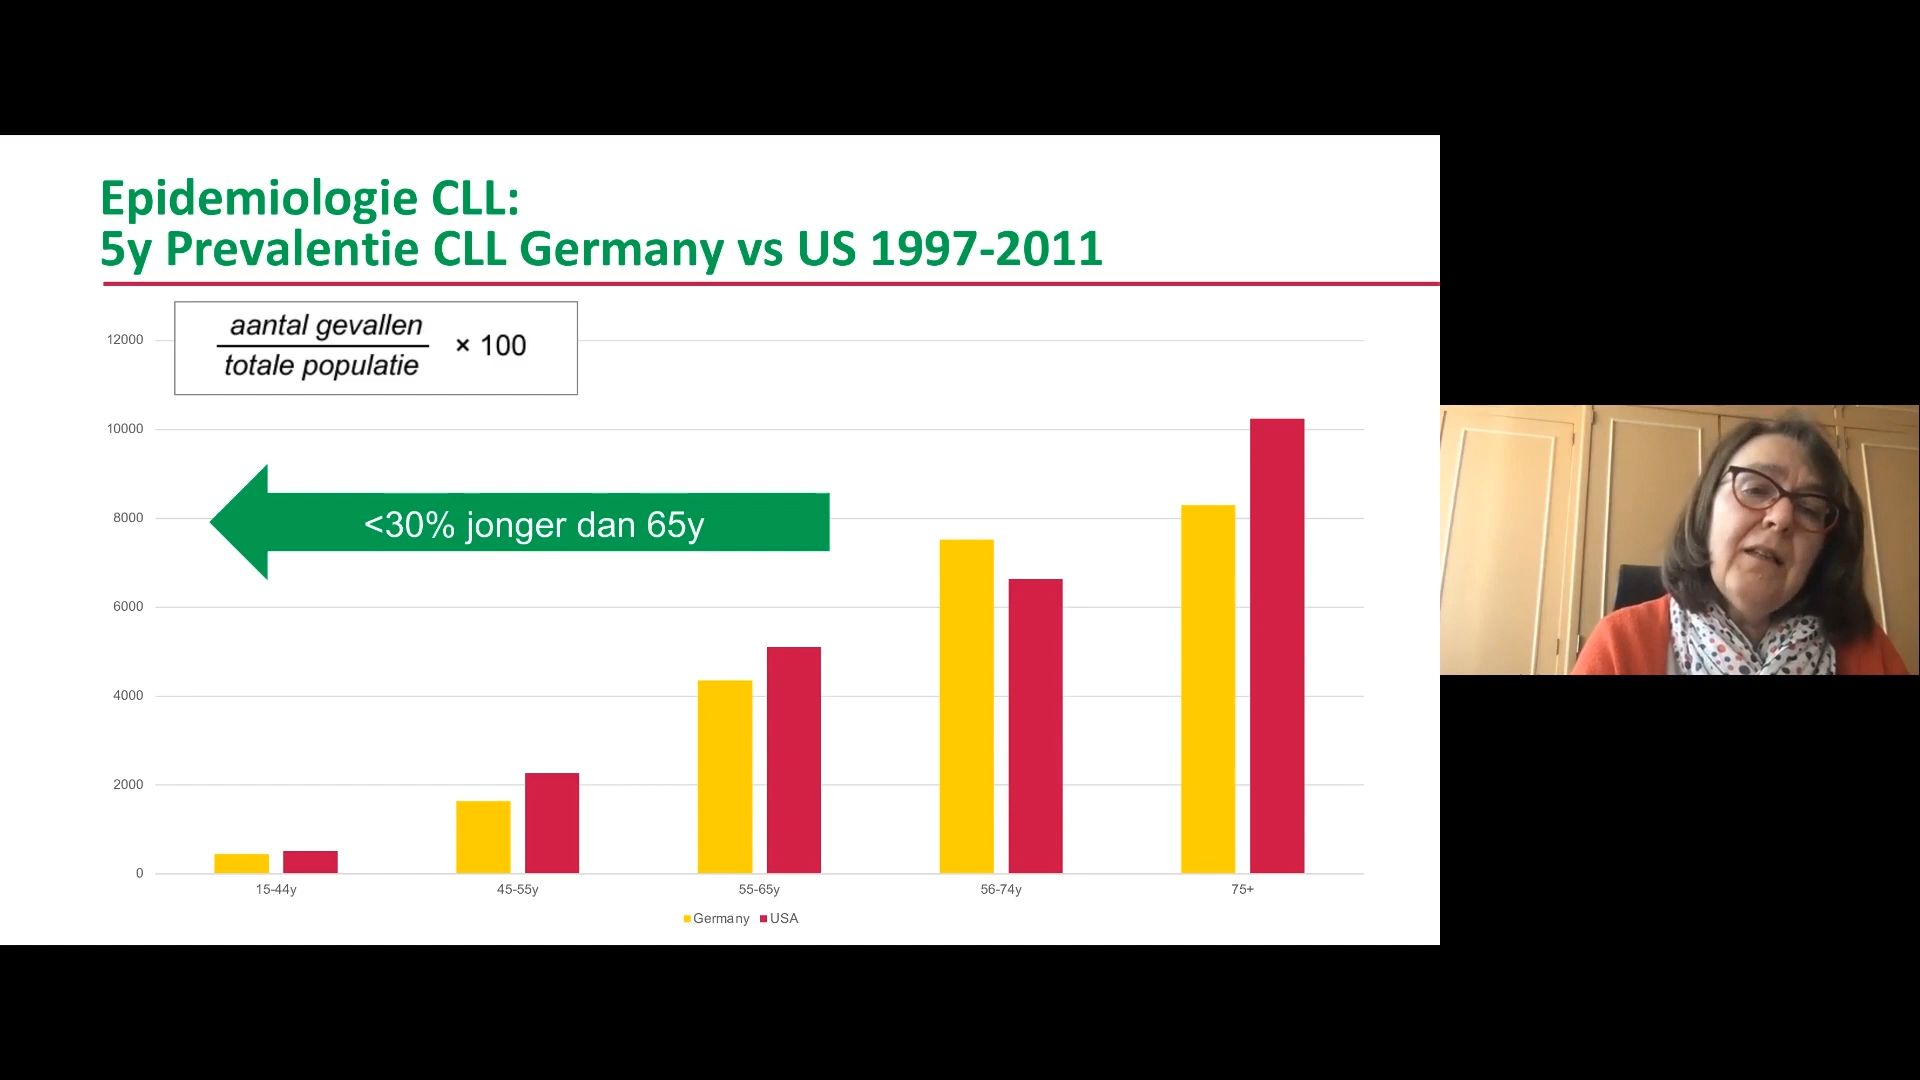 Epidemiologie CLL:
5y Prevalentie CLL Germany vs US 1997-2011
aantal gevallen
totale populatie
× 100
12000
10000
8000
6000
4000
2000
0
<30% jonger dan 65y
15-44y
45-55y
55-65y
56-74y
75+
Germany
USA